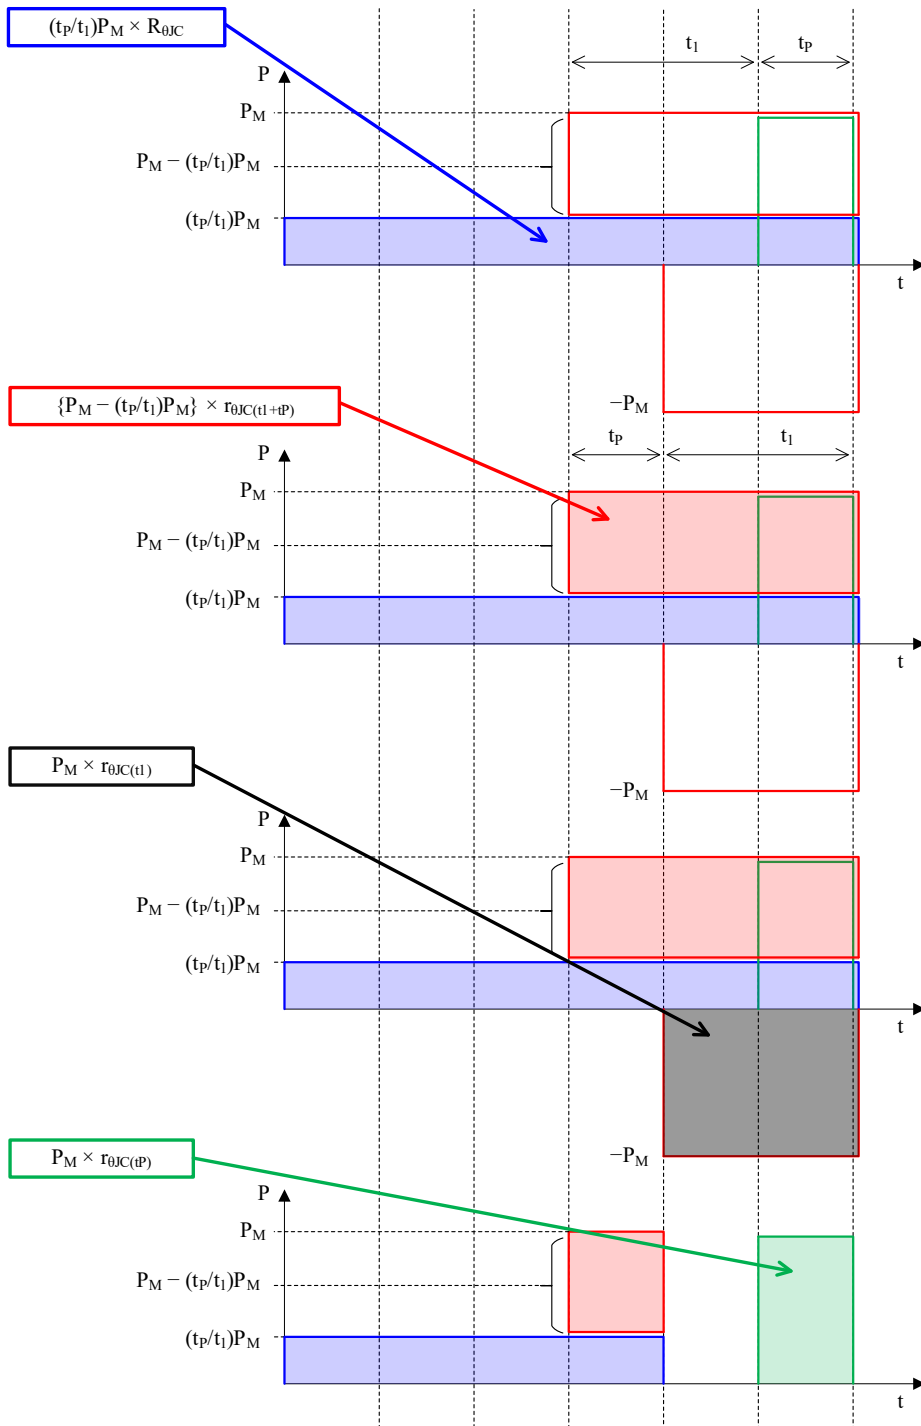 (tP/t1)PM × RθJC
t1
tP
P
PM
PM − (tP/t1)PM
(tP/t1)PM
t
−PM
{PM − (tP/t1)PM} × rθJC(t1+tP)
tP
t1
P
PM
PM − (tP/t1)PM
(tP/t1)PM
t
−PM
PM × rθJC(t1)
P
PM
PM − (tP/t1)PM
(tP/t1)PM
t
−PM
PM × rθJC(tP)
P
PM
PM − (tP/t1)PM
(tP/t1)PM
t